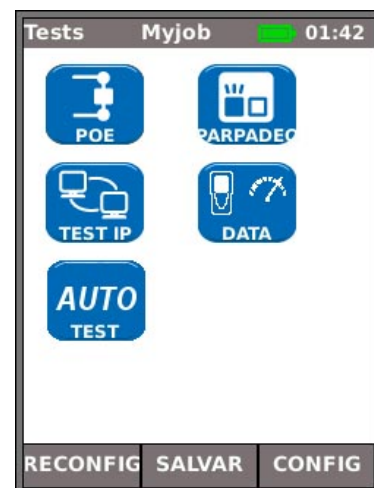 Tests Myjob 01:42
POE PARPADEO
TEST IP DATA
AUTO
TEST
RECONFIG SALVAR CONFIG